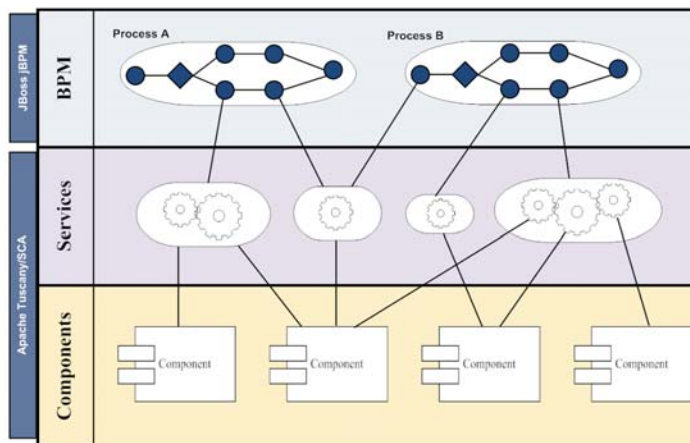 JBoss jBPM
BPM
Process A
Process B
Apache Tuscany/SCA
Services
Components
Component
Component
Component
Component